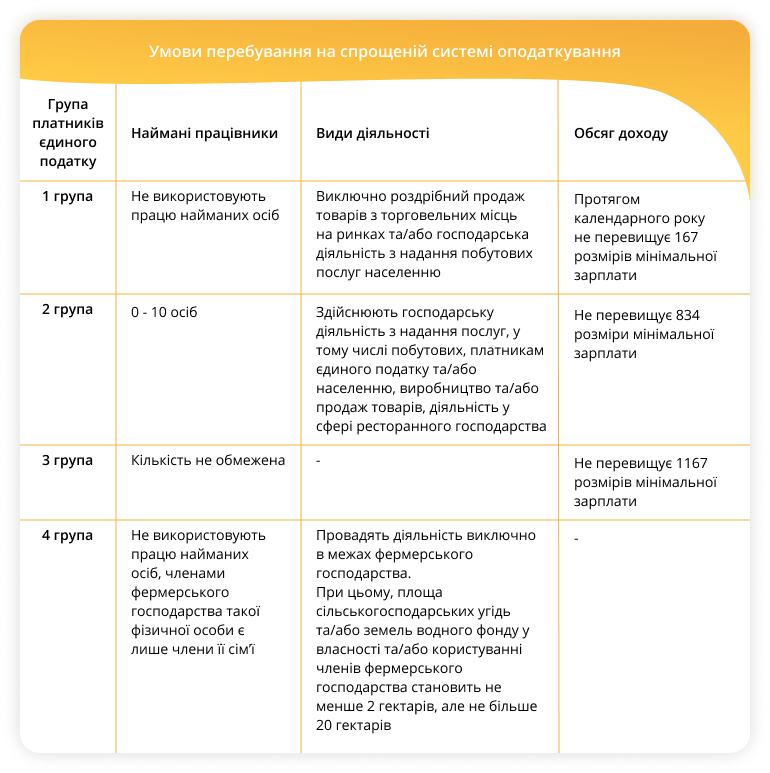 Умови перебування на спрощеній системі оподаткування
Група
платників
єдиного
податку
Наймані працівники
Види діяльності
Обсяг доходу
1 група
Не використовують
працю найманих осіб
Виключно роздрібний продаж
товарів з торговельних місць
на ринках та/або господарська
діяльність з надання побутових
послуг населенню
Протягом
календарного року
не перевищує 167
розмірів мінімальної
зарплати
2 група
0 - 10 осіб
Здійснюють господарську
діяльність з надання послуг, у
тому числі побутових, платникам
єдиного податку та/або
населенню, виробництво та/або
продаж товарів, діяльність у
сфері ресторанного господарства
Не перевищує 834
розміри мінімальної
зарплати
3 група
Кількість не обмежена
-
Не перевищує 1167
розмірів мінімальної
зарплати
4 група
Не використовують
працю найманих
осіб, членами
фермерського
господарства такої
фізичної особи є
лише члени її сім’ї
Провадять діяльність виключно
в межах фермерського
господарства.
При цьому, площа
сільськогосподарських угідь
та/або земель водного фонду у
власності та/або користуванні
членів фермерського
господарства становить не
менше 2 гектарів, але не більше
20 гектарів
-